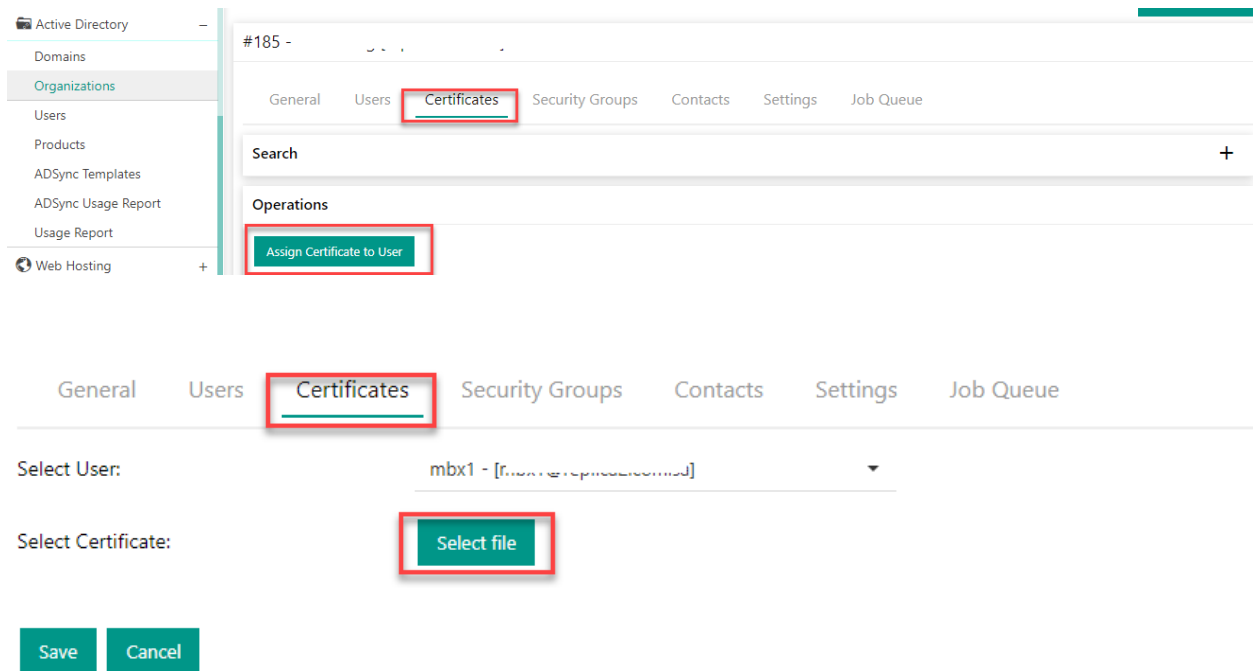 Active Directory –
Domains
Organizations
Users
Products
ADSync Templates
ADSync Usage Report
Usage Report
Web Hosting +
#185 -
General Users Certificates Security Groups Contacts Settings Job Queue
Search +
Operations
Assign Certificate to User
General Users Certificates Security Groups Contacts Settings Job Queue
Select User: mbx1 - [
Select Certificate: Select file
Save Cancel